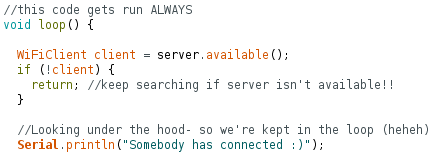 //this code gets run ALWAYS
void loop() {
WiFiClient client = server.available();
if (!client) {
return; //keep searching if server isn't available!!
}
//Looking under the hood- so we're kept in the loop (heheh)
Serial.println("Somebody has connected :)");